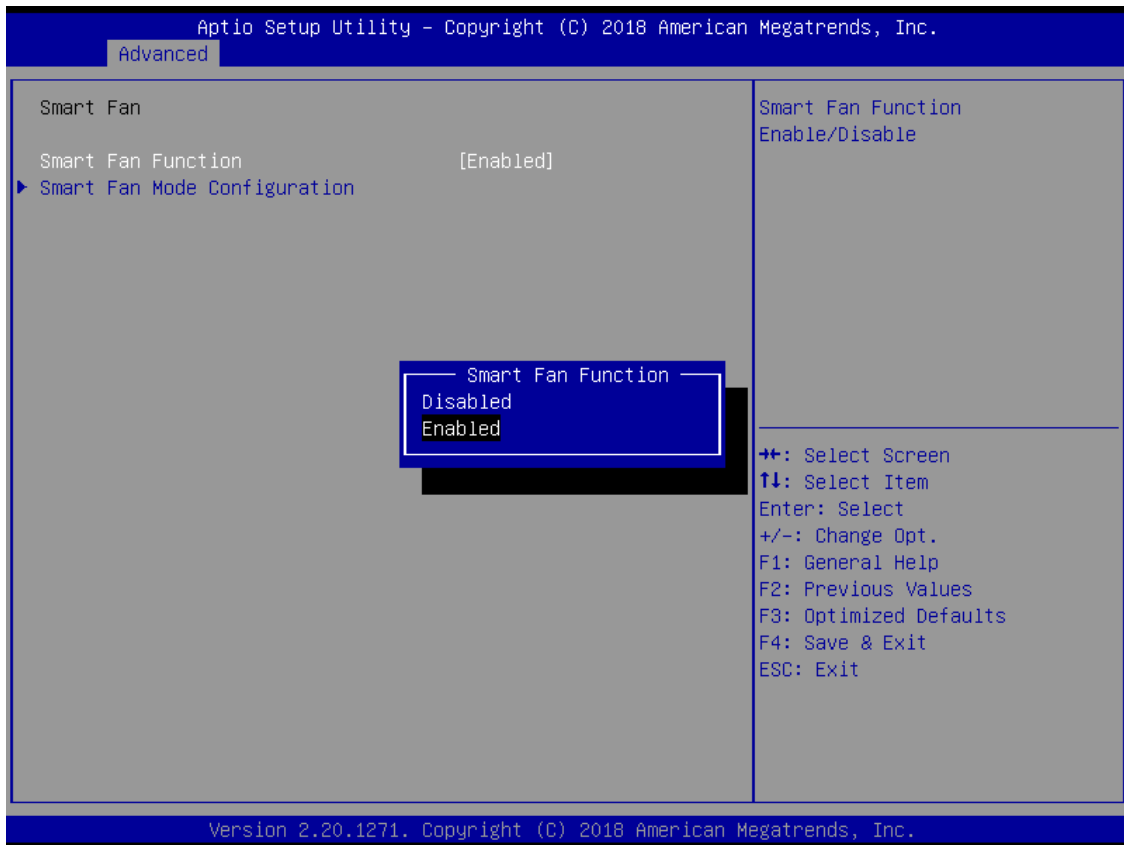 Aptio Setup Utility – Copyright (C) 2018 American Megatrends, Inc.
Advanced
Smart Fan
Smart Fan Function [Enabled]
Smart Fan Mode Configuration
Smart Fan Function
Enable/Disable
Smart Fan Function
Disabled
Enabled
→←: Select Screen
↑↓: Select Item
Enter: Select
+/-: Change Opt.
F1: General Help
F2: Previous Values
F3: Optimized Defaults
F4: Save & Exit
ESC: Exit
Version 2.20.1271. Copyright (C) 2018 American Megatrends, Inc.